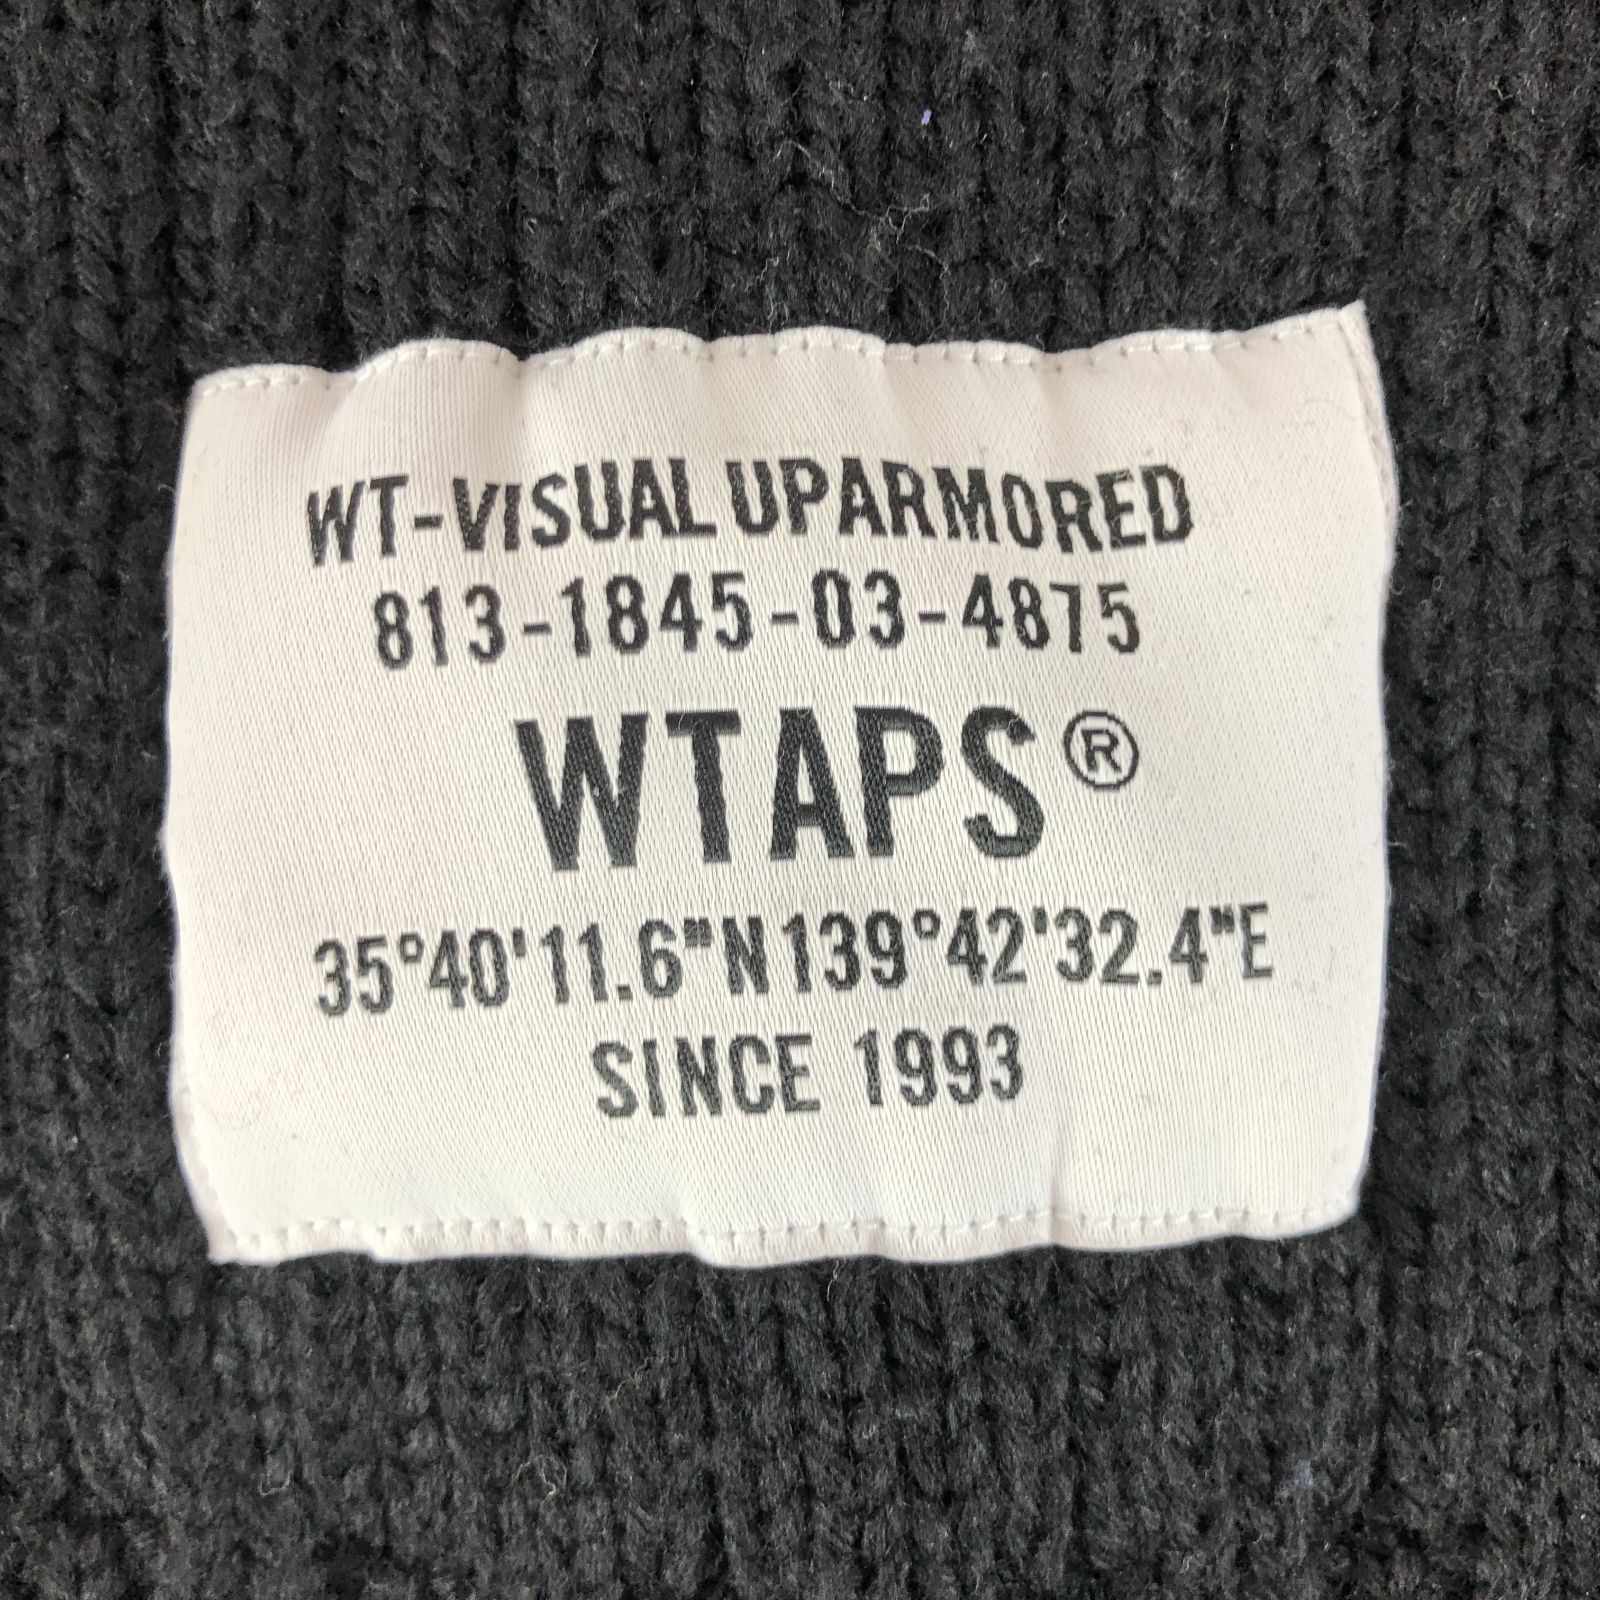 WT-VISUAL UPARMORED
813-1845-03-4875
WTAPS®
35°40'11.6"N 139°42'32.4"E
SINCE 1993